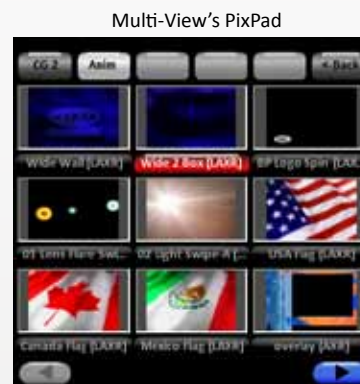 Multi-View's PixPad
CG 2 Anim < Back
Wide Wall [LAXR] Wide 2 Box [LAXR] BP Logo Spin [LAX
01 Lens Flare Swi... 02 Light Swipe A [... USA Flag [LAXR]
Canada Flag [LAXR] Mexico Flag [LAXR] overlay [AXR]